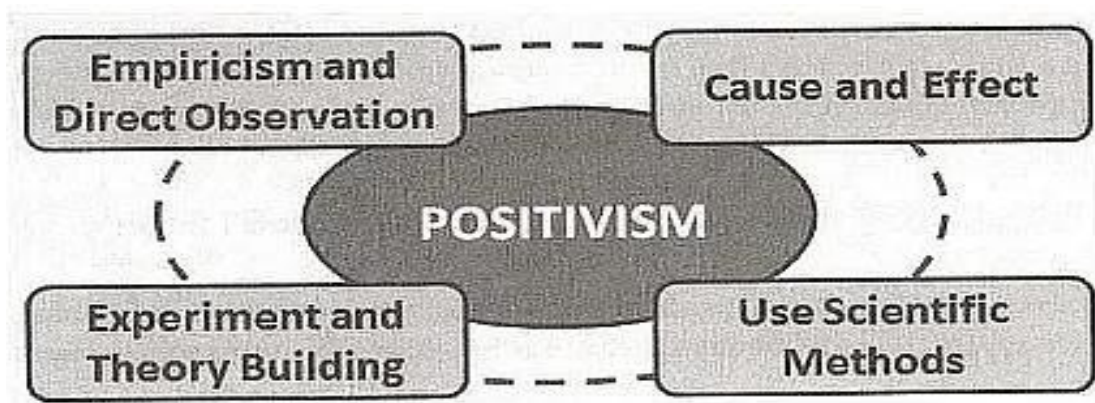 Empiricism and
Direct Observation
Cause and Effect
POSITIVISM
Experiment and
Theory Building
Use Scientific
Methods